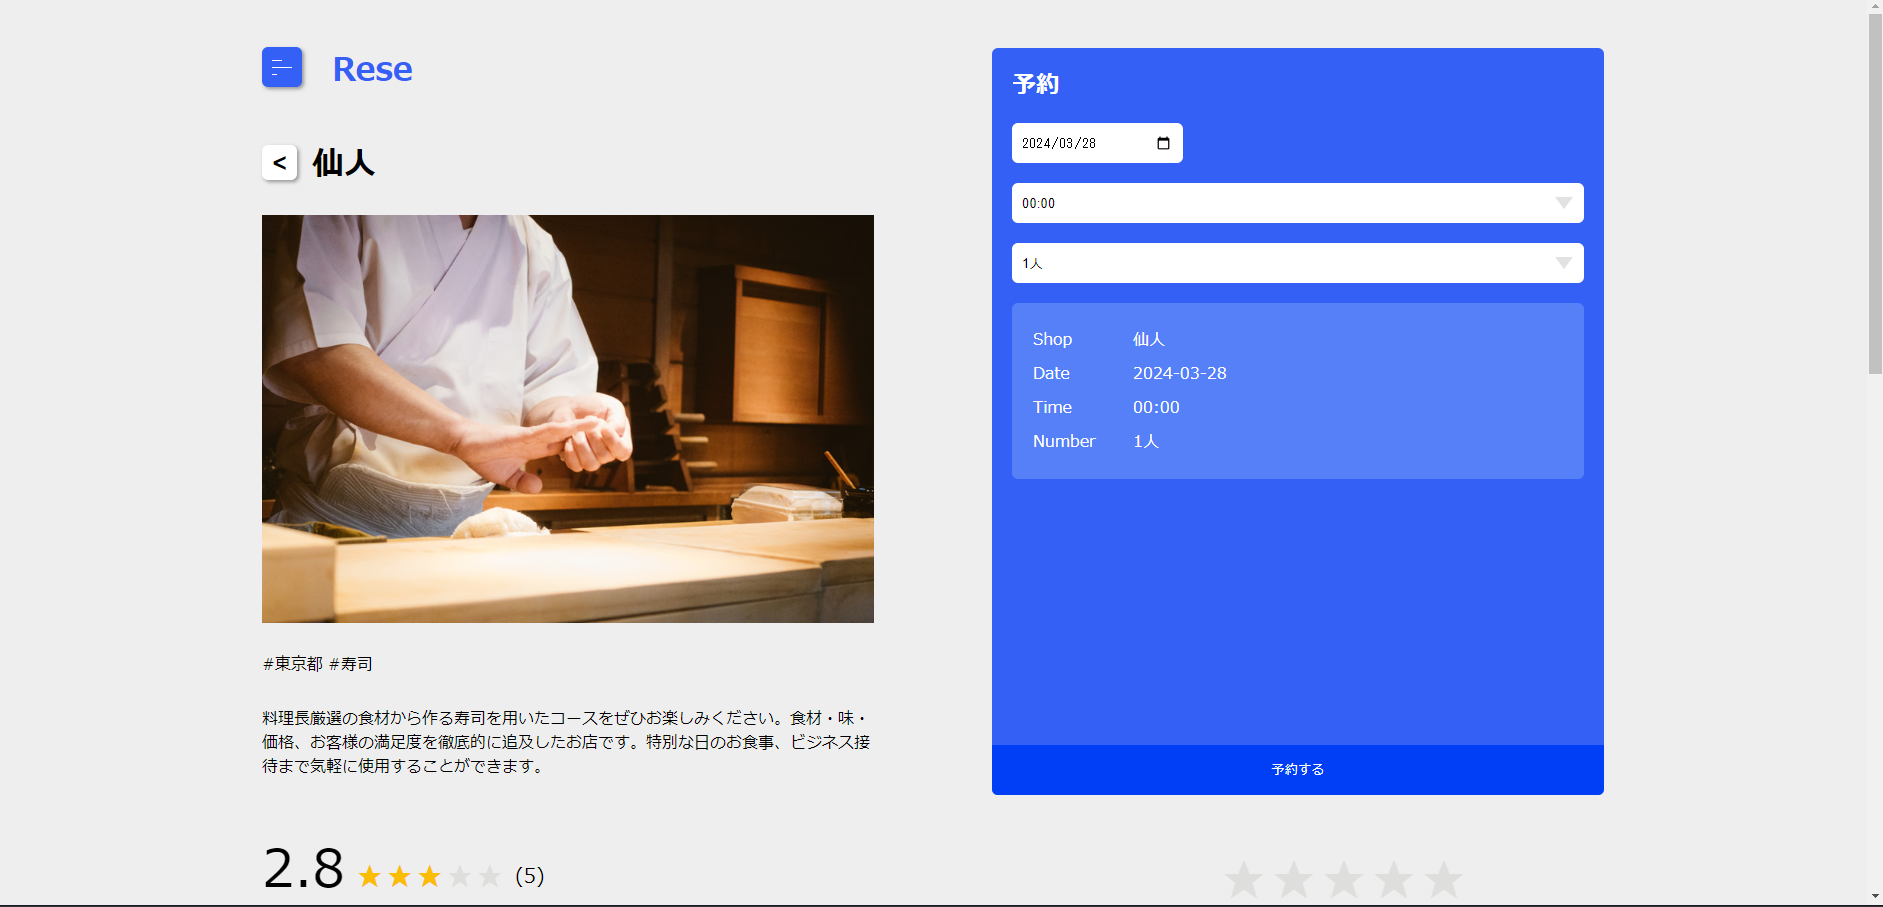 Rese
< 仙人
#東京都 #寿司
料理長厳選の食材から作る寿司を用いたコースをぜひお楽しみください。食材・味・
価格、お客様の満足度を徹底的に追及したお店です。特別な日のお食事、ビジネス接
待まで気軽に使用することができます。
2.8 ★★★★★ (5)
予約
2024/03/28
00:00
1人
Shop 仙人
Date 2024-03-28
Time 00:00
Number 1人
予約する
★★★★★